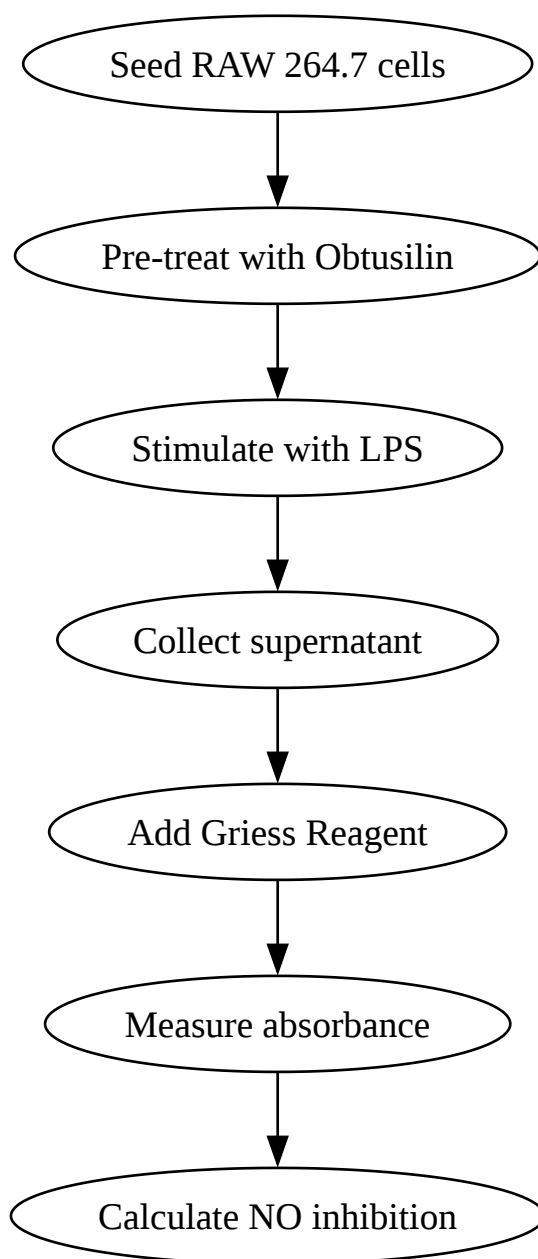 Seed RAW 264.7 cells
Pre-treat with Obtusilin
Stimulate with LPS
Collect supernatant
Add Griess Reagent
Measure absorbance
Calculate NO inhibition